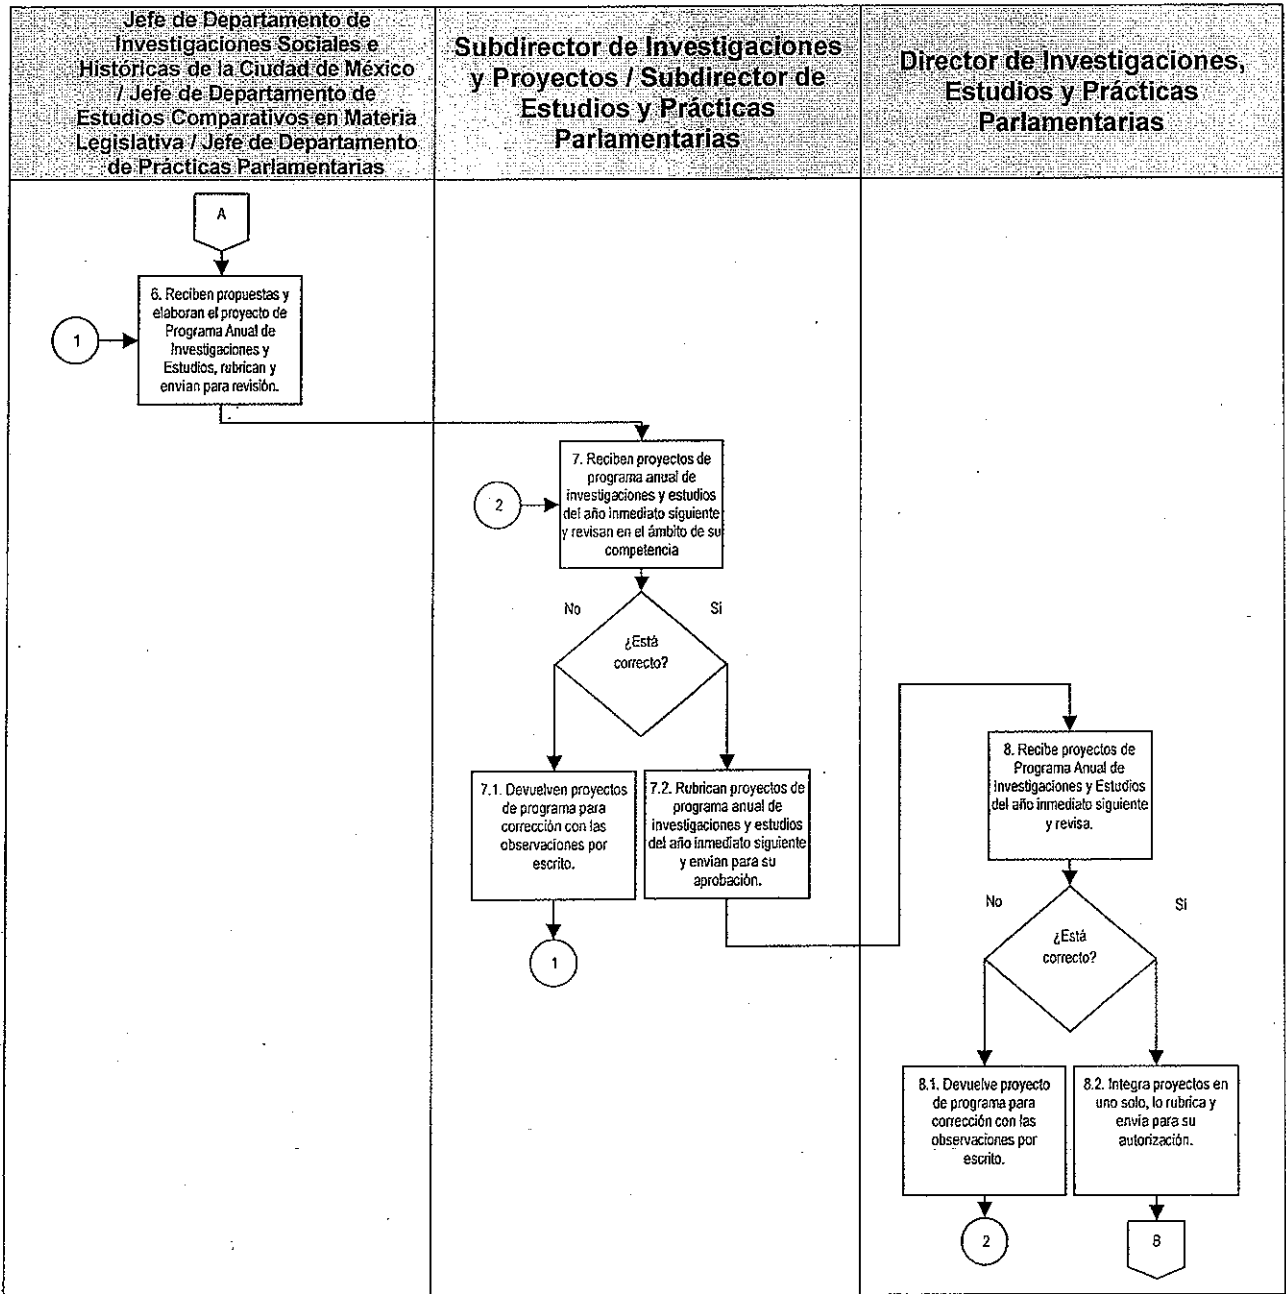 Jefe de Departamento de
Investigaciones Sociales e
Históricas de la Ciudad de México
/ Jefe de Departamento de
Estudios Comparativos en Materia
Legislativa / Jefe de Departamento
de Prácticas Parlamentarias
Subdirector de Investigaciones
y Proyectos / Subdirector de
Estudios y Prácticas
Parlamentarias
Director de Investigaciones,
Estudios y Prácticas
Parlamentarias
A
6. Reciben propuestas y
elaboran el proyecto de
Programa Anual de
Investigaciones y
Estudios, rubrican y
envian para revisión.
1
7. Reciben proyectos de
programa anual de
investigaciones y estudios
del año inmediato siguiente
y revisan en el ámbito de su
competencia
2
No
Si
¿Está
correcto?
7.1. Devuelven proyectos
de programa para
corrección con las
observaciones por
escrito.
7.2. Rubrican proyectos de
programa anual de
investigaciones y estudios
del año inmediato siguiente
y envian para su
aprobación.
1
8. Recibe proyectos de
Programa Anual de
Investigaciones y Estudios
del año inmediato siguiente
y revisa.
No
Si
¿Está
correcto?
8.1. Devuelve proyecto
de programa para
corrección con las
observaciones por
escrito.
8.2. Integra proyectos en
uno solo, lo rubrica y
envía para su
autorización.
2
B